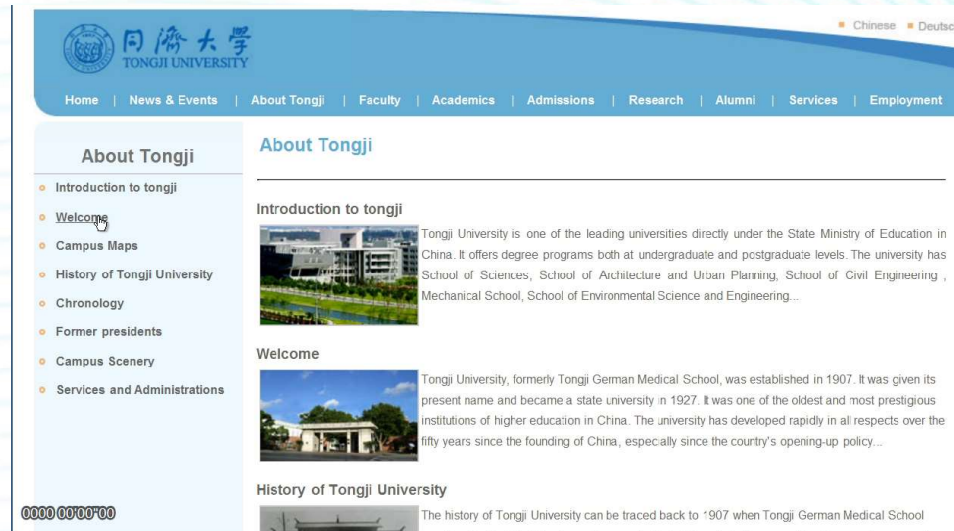 Chinese Deutsc
同濟大学
TONGJI UNIVERSITY
Home | News & Events | About Tongji | Faculty | Academics | Admissions | Research | Alumni | Services | Employment
About Tongji
Introduction to tongji
Welcome
Campus Maps
History of Tongji University
Chronology
Former presidents
Campus Scenery
Services and Administrations
About Tongji
Introduction to tongji
Tongji University is one of the leading universities directly under the State Ministry of Education in
China. It offers degree programs both at undergraduate and postgraduate levels. The university has
School of Sciences, School of Architecture and Urban Planning, School of Civil Engineering ,
Mechanical School, School of Environmental Science and Engineering...
Welcome
Tongji University, formerly Tongji German Medical School, was established in 1907. It was given its
present name and became a state university in 1927. It was one of the oldest and most prestigious
institutions of higher education in China. The university has developed rapidly in all respects over the
fifty years since the founding of China, especially since the country's opening-up policy...
History of Tongji University
The history of Tongji University can be traced back to 1907 when Tongji German Medical School
0000 00'00"00